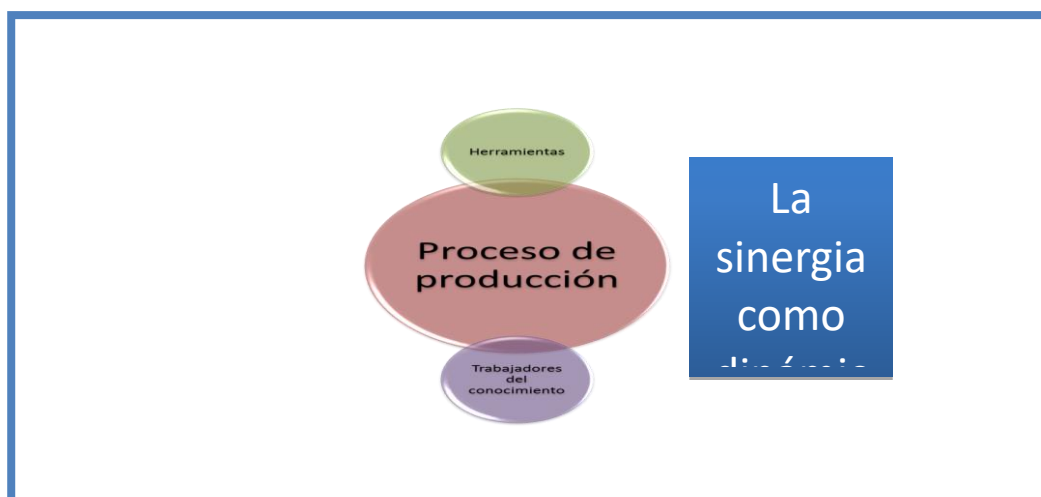 Herramientas
Proceso de
producción
Trabajadores
del
conocimiento
La
sinergia
como